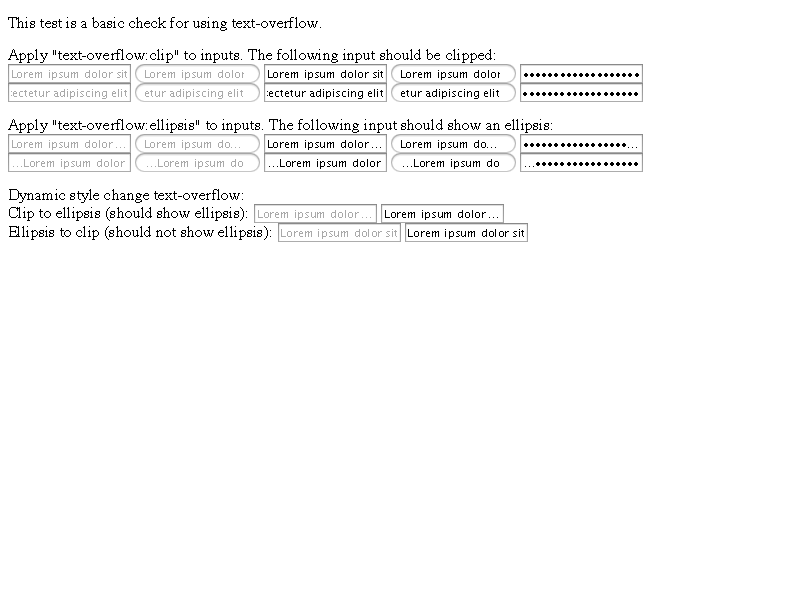 This test is a basic check for using text-overflow.
Apply "text-overflow:clip" to inputs. The following input should be clipped:
Lorem ipsum dolor sit Lorem ipsum dolor Lorem ipsum dolor sit Lorem ipsum dolor •••••••••••••••••••
ectetur adipiscing elit etur adipiscing elit ectetur adipiscing elit etur adipiscing elit •••••••••••••••••••
Apply "text-overflow:ellipsis" to inputs. The following input should show an ellipsis:
Lorem ipsum dolor… Lorem ipsum do… Lorem ipsum dolor… Lorem ipsum do… •••••••••••••••••…
…Lorem ipsum dolor …Lorem ipsum do …Lorem ipsum dolor …Lorem ipsum do …•••••••••••••••••
Dynamic style change text-overflow:
Clip to ellipsis (should show ellipsis): Lorem ipsum dolor… Lorem ipsum dolor…
Ellipsis to clip (should not show ellipsis): Lorem ipsum dolor sit Lorem ipsum dolor sit